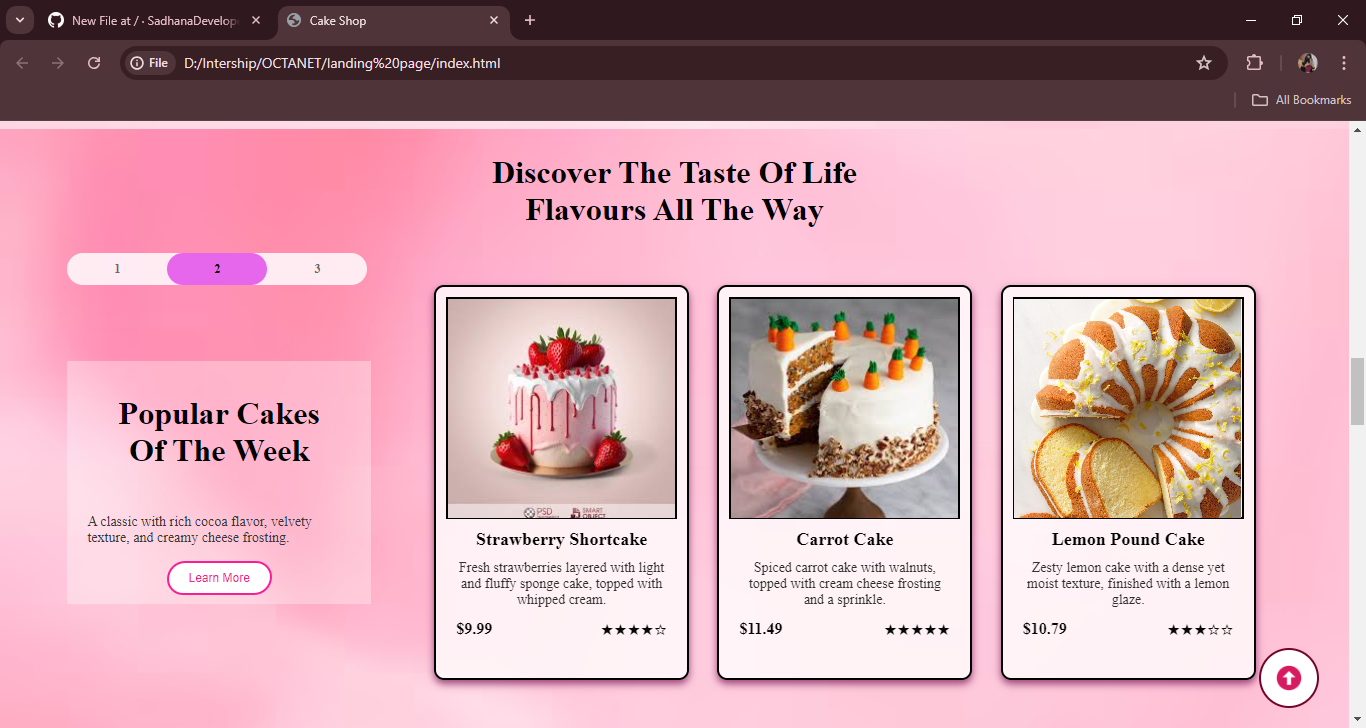 New File at / · SadhanaDevelop
Cake Shop
File
D:/Intership/OCTANET/landing%20page/index.html
All Bookmarks
Discover The Taste Of Life
Flavours All The Way
1 2 3
Popular Cakes
Of The Week
A classic with rich cocoa flavor, velvety
texture, and creamy cheese frosting.
Learn More
PSD
SMART
OBJECT
Strawberry Shortcake
Fresh strawberries layered with light
and fluffy sponge cake, topped with
whipped cream.
$9.99 ★★★★☆
Carrot Cake
Spiced carrot cake with walnuts,
topped with cream cheese frosting
and a sprinkle.
$11.49 ★★★★★
Lemon Pound Cake
Zesty lemon cake with a dense yet
moist texture, finished with a lemon
glaze.
$10.79 ★★★☆☆